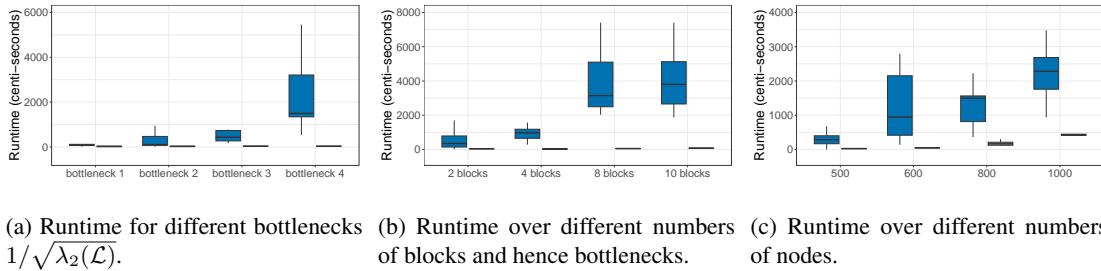 Runtime (centi−seconds)
6000
4000
2000
0
bottleneck 1 bottleneck 2 bottleneck 3 bottleneck 4
Runtime (centi−seconds)
8000
6000
4000
2000
0
2 blocks 4 blocks 8 blocks 10 blocks
Runtime (centi−seconds)
4000
3000
2000
1000
0
500 600 800 1000
(a) Runtime for different bottlenecks
1/√λ₂(ℒ).
(b) Runtime over different numbers
of blocks and hence bottlenecks.
(c) Runtime over different numbers
of nodes.